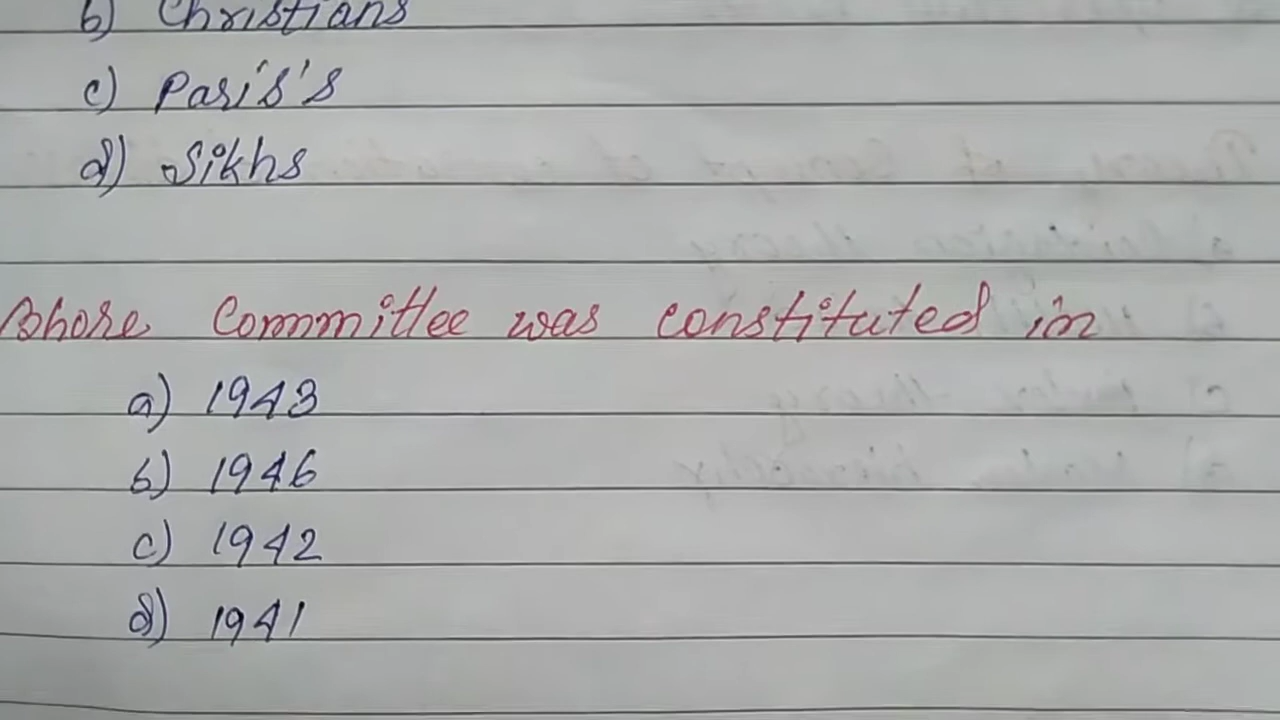 b) Christians
c) Paris's
d) Sikhs
Bhore Committee was constituted in
a) 1943
b) 1946
c) 1942
d) 1941